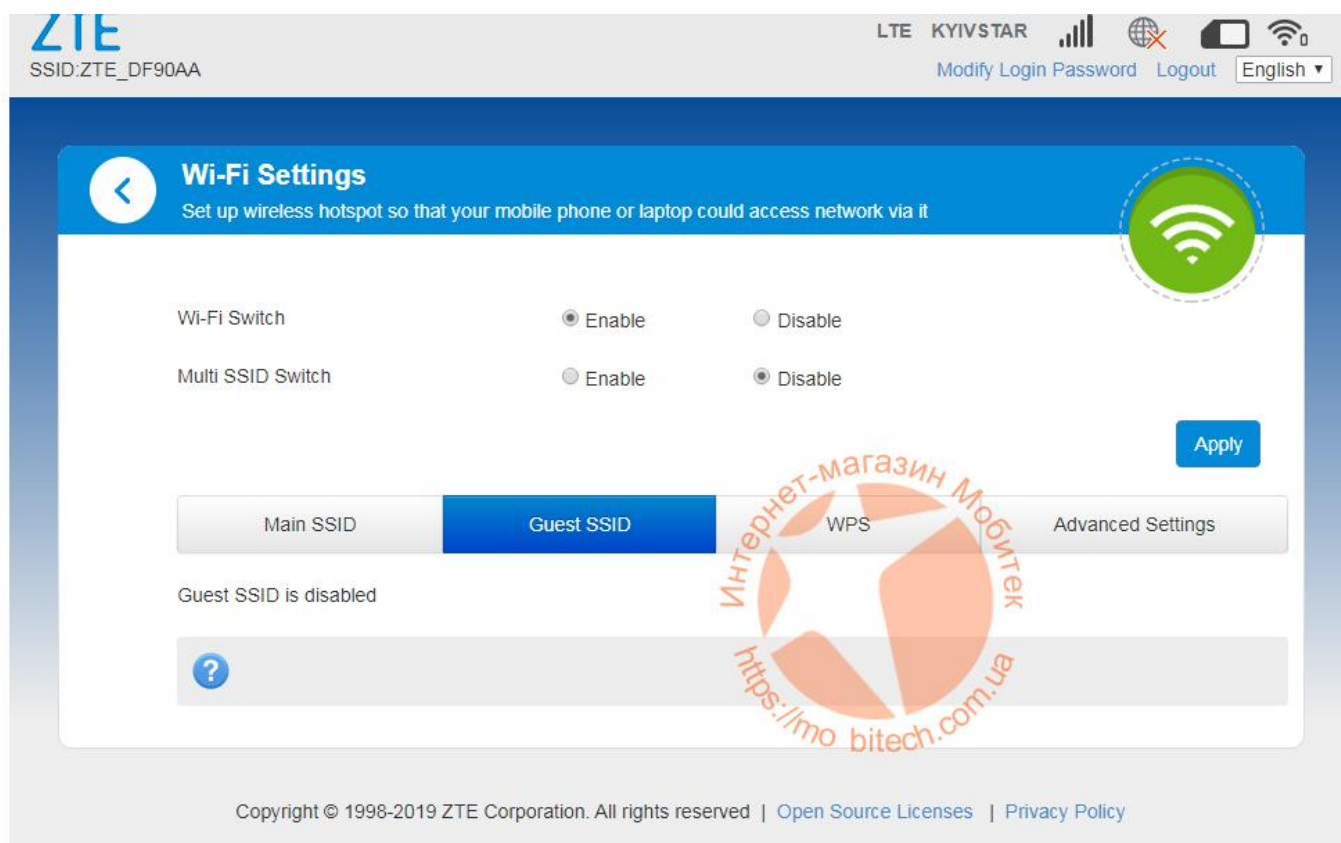 ZTE
LTE KYIVSTAR
0
SSID:ZTE_DF90AA
Modify Login Password Logout English
Wi-Fi Settings
Set up wireless hotspot so that your mobile phone or laptop could access network via it
Wi-Fi Switch Enable Disable
Multi SSID Switch Enable Disable
Apply
Main SSID Guest SSID WPS Advanced Settings
Guest SSID is disabled
?
Интернет-магазин Мобитек
https://mo bitech.com.ua
Copyright © 1998-2019 ZTE Corporation. All rights reserved | Open Source Licenses | Privacy Policy